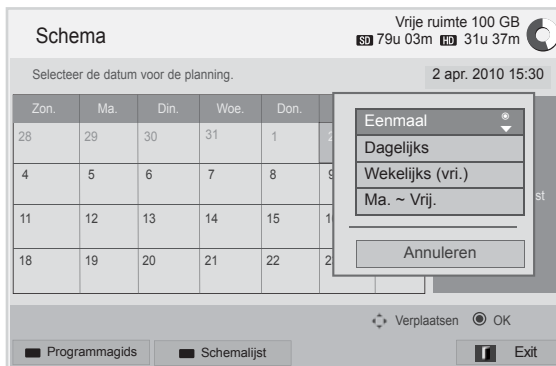 Schema
Vrije ruimte 100 GB
SD 79u 03m HD 31u 37m
Selecteer de datum voor de planning.
2 apr. 2010 15:30
Zon. Ma. Din. Woe. Don.
28 29 30 31 1 2
4 5 6 7 8 9
11 12 13 14 15
18 19 20 21 22
Eenmaal
Dagelijks
Wekelijks (vri.)
Ma. ~ Vrij.
Annuleren
st
Verplaatsen OK
Programmagids Schemalijst Exit